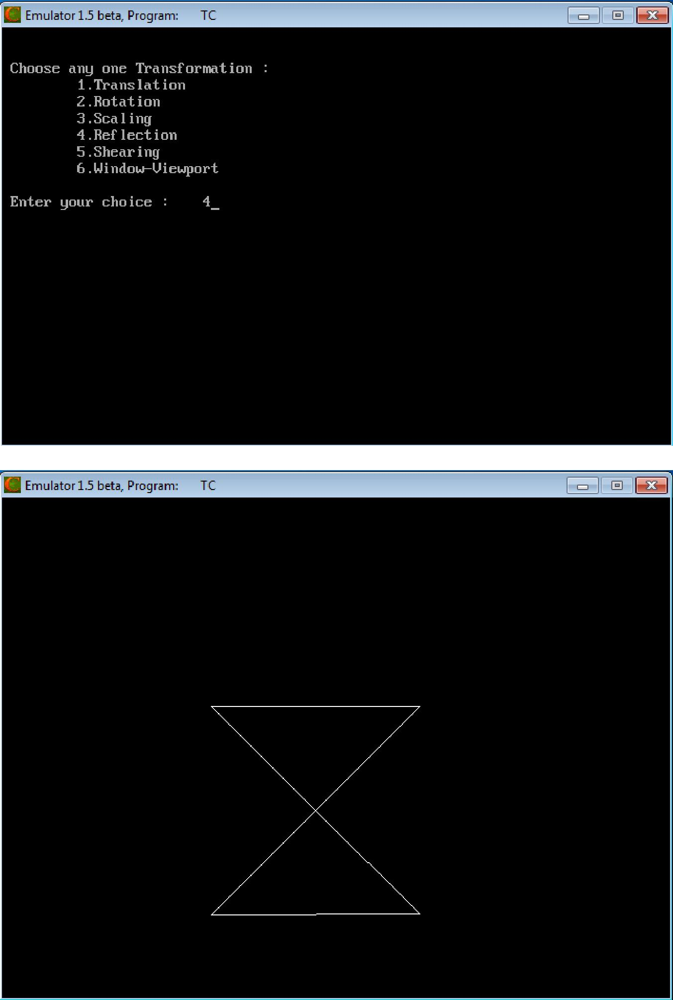 Emulator 1.5 beta, Program: TC
Choose any one Transformation :
1.Translation
2.Rotation
3.Scaling
4.Reflection
5.Shearing
6.Window-Viewport
Enter your choice : 4_
Emulator 1.5 beta, Program: TC